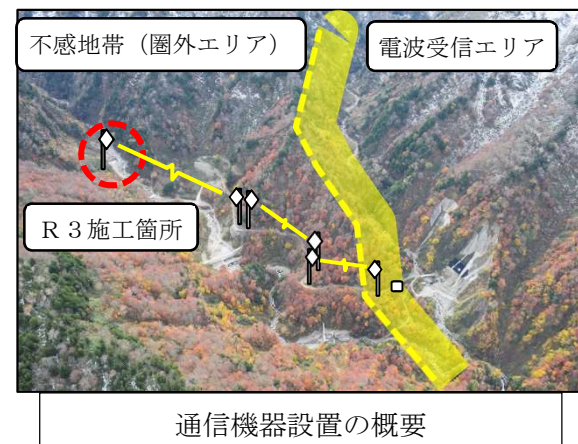 不感地帯（圏外エリア）
電波受信エリア
Ｒ３施工箇所
通信機器設置の概要